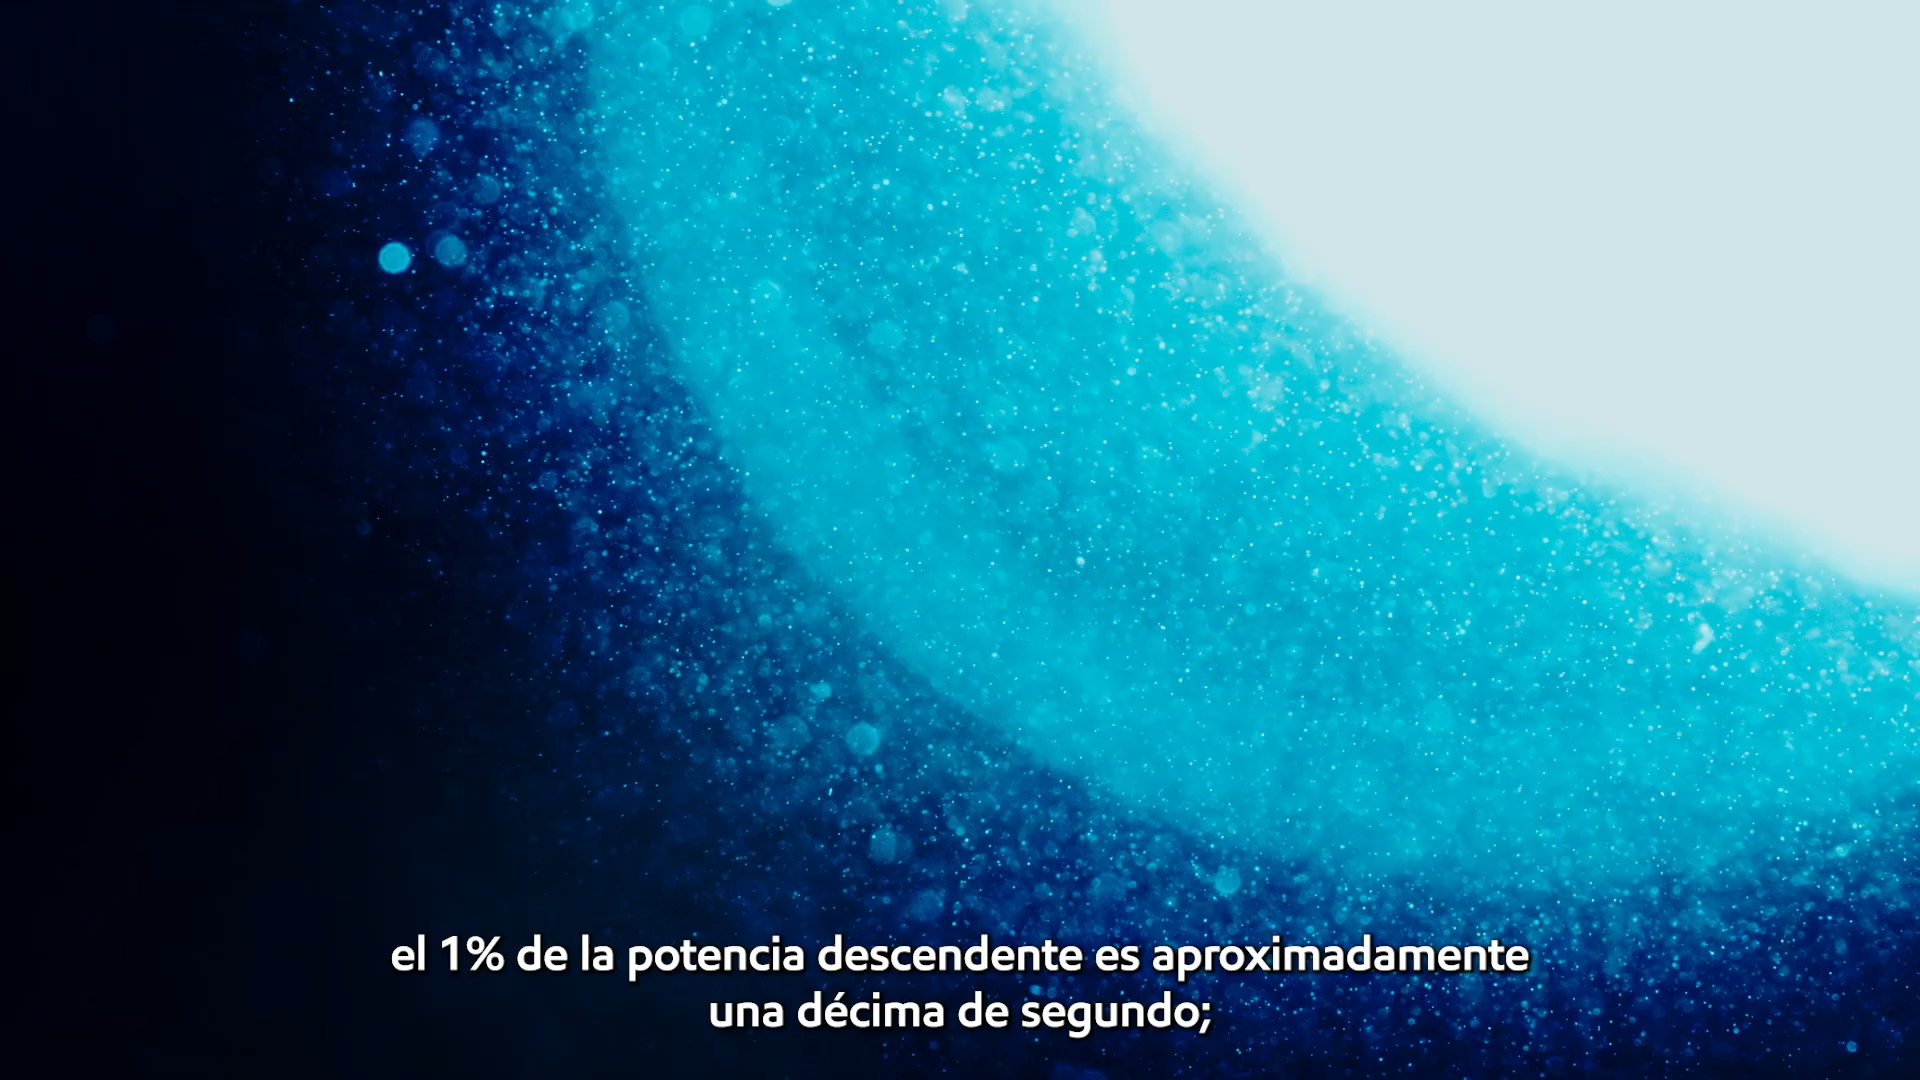 el 1% de la potencia descendente es aproximadamente
una décima de segundo;